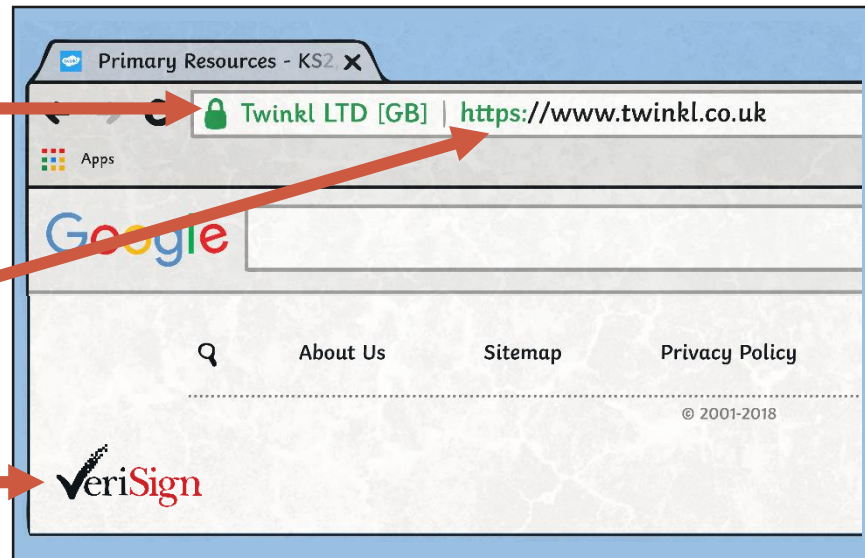 Primary Resources - KS2
Twinkl LTD [GB] | https://www.twinkl.co.uk
Apps
Google
About Us Sitemap Privacy Policy
© 2001-2018
VeriSign